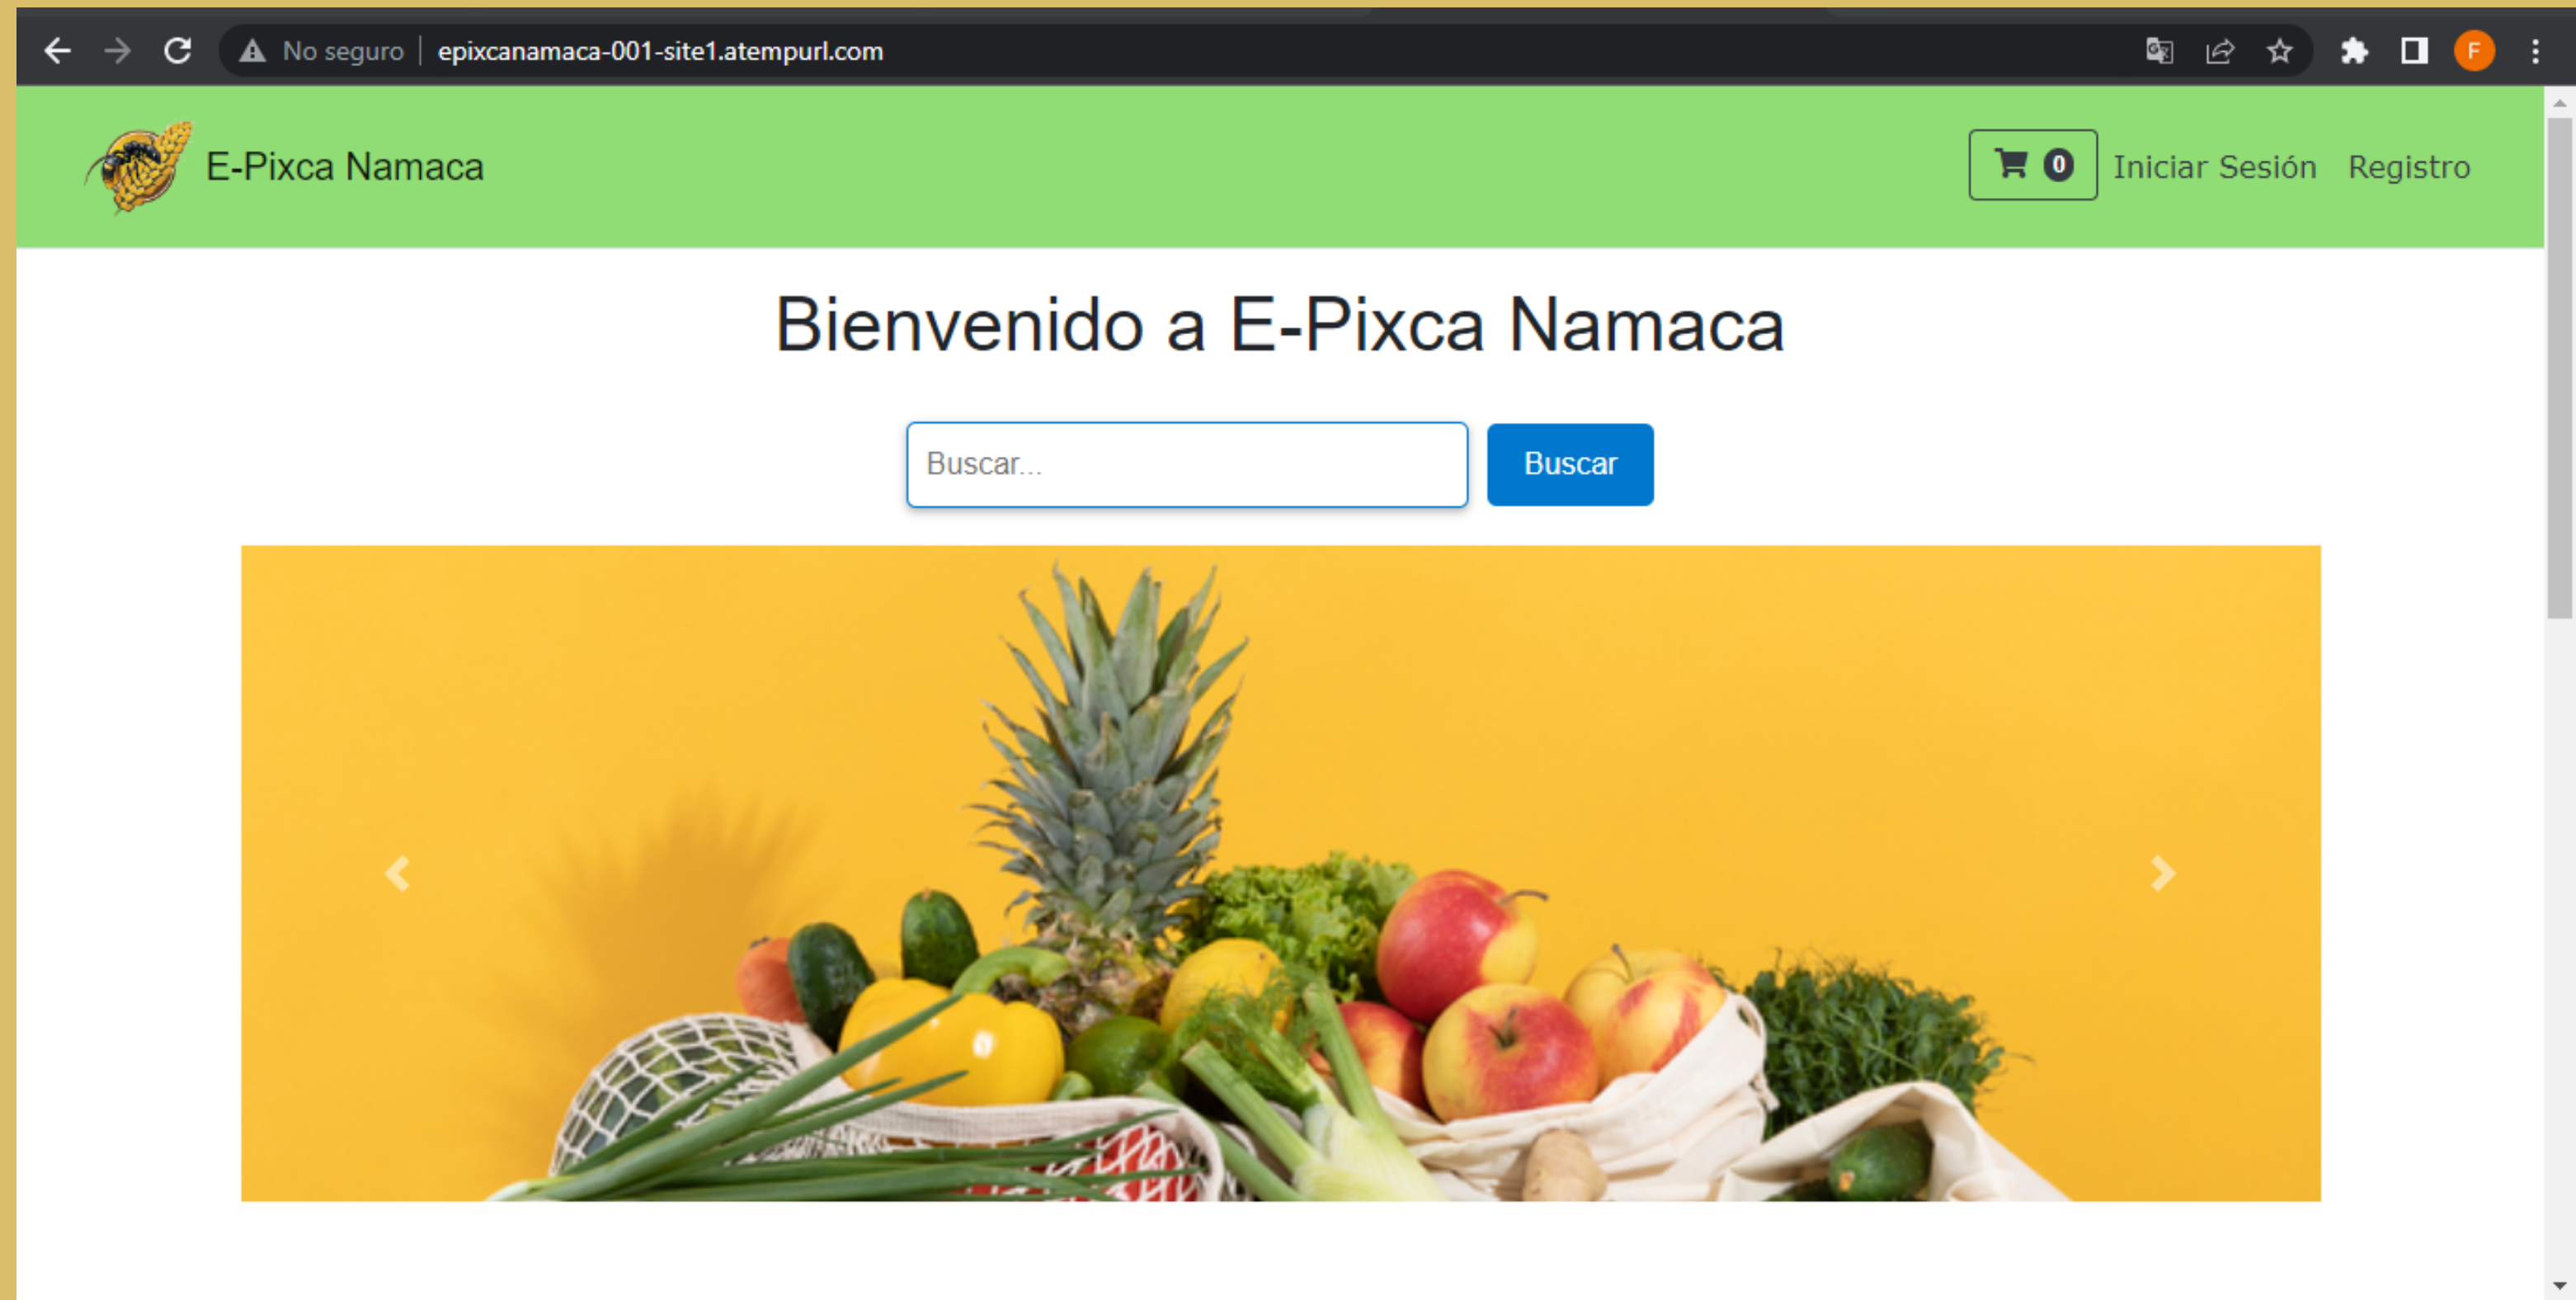 No seguro epixcanamaca-001-site1.atempurl.com
F
E-Pixca Namaca
0 Iniciar Sesión Registro
Bienvenido a E-Pixca Namaca
Buscar... Buscar